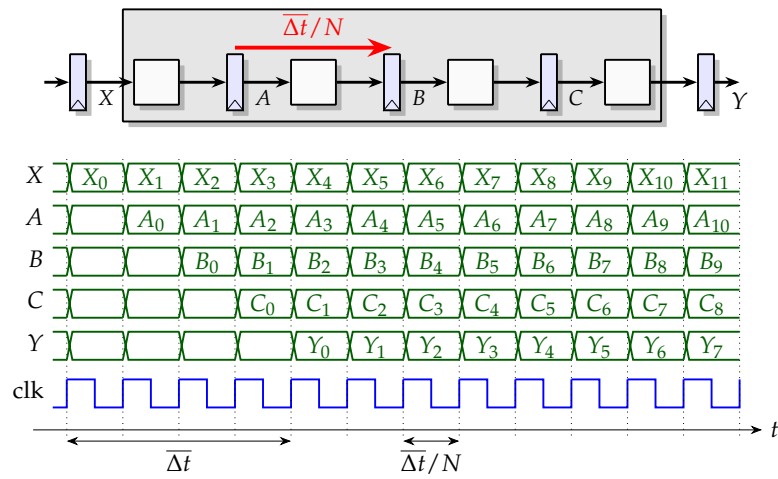 Δt/N
X A B C Y
X X₀ X₁ X₂ X₃ X₄ X₅ X₆ X₇ X₈ X₉ X₁₀ X₁₁
A A₀ A₁ A₂ A₃ A₄ A₅ A₆ A₇ A₈ A₉ A₁₀
B B₀ B₁ B₂ B₃ B₄ B₅ B₆ B₇ B₈ B₉
C C₀ C₁ C₂ C₃ C₄ C₅ C₆ C₇ C₈
Y Y₀ Y₁ Y₂ Y₃ Y₄ Y₅ Y₆ Y₇
clk
t
Δt Δt/N